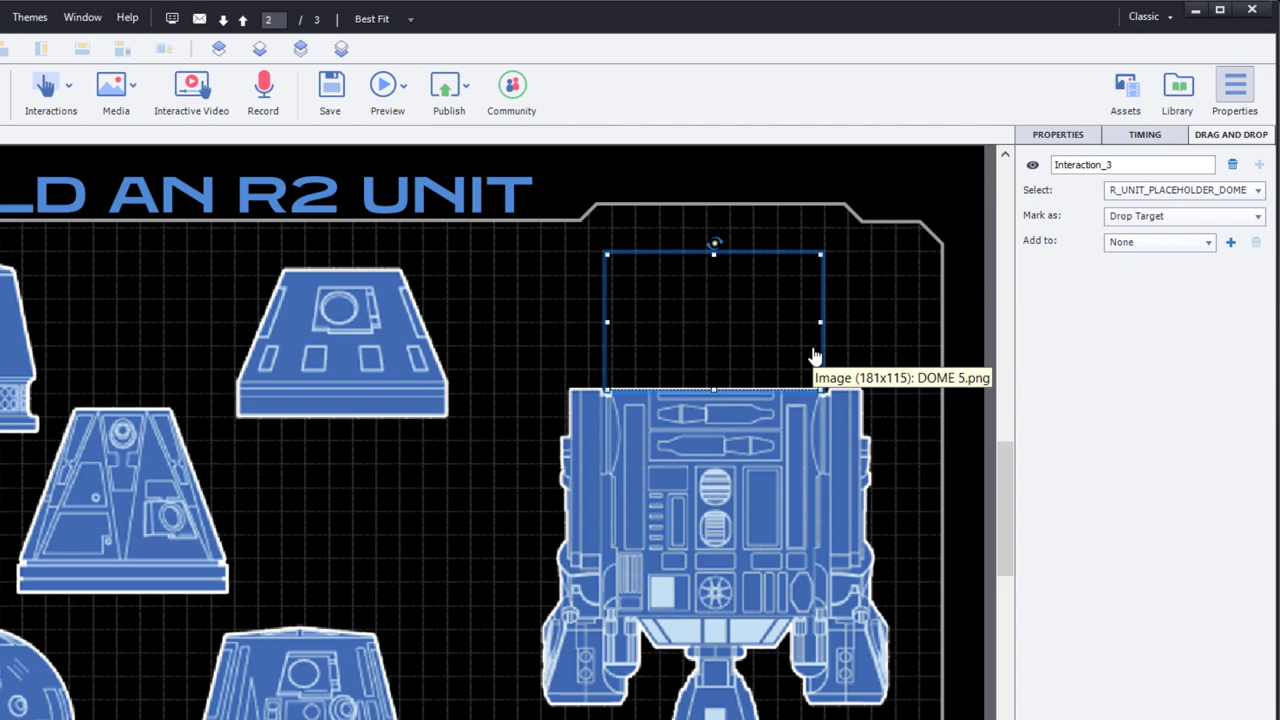 Themes Window Help 2 / 3 Best Fit Classic
Interactions Media Interactive Video Record Save Preview Publish Community Assets Library Properties
PROPERTIES TIMING DRAG AND DROP
Interaction_3
Select: R_UNIT_PLACEHOLDER_DOME
Mark as: Drop Target
Add to: None
LD AN R2 UNIT
Image (181x115): DOME 5.png